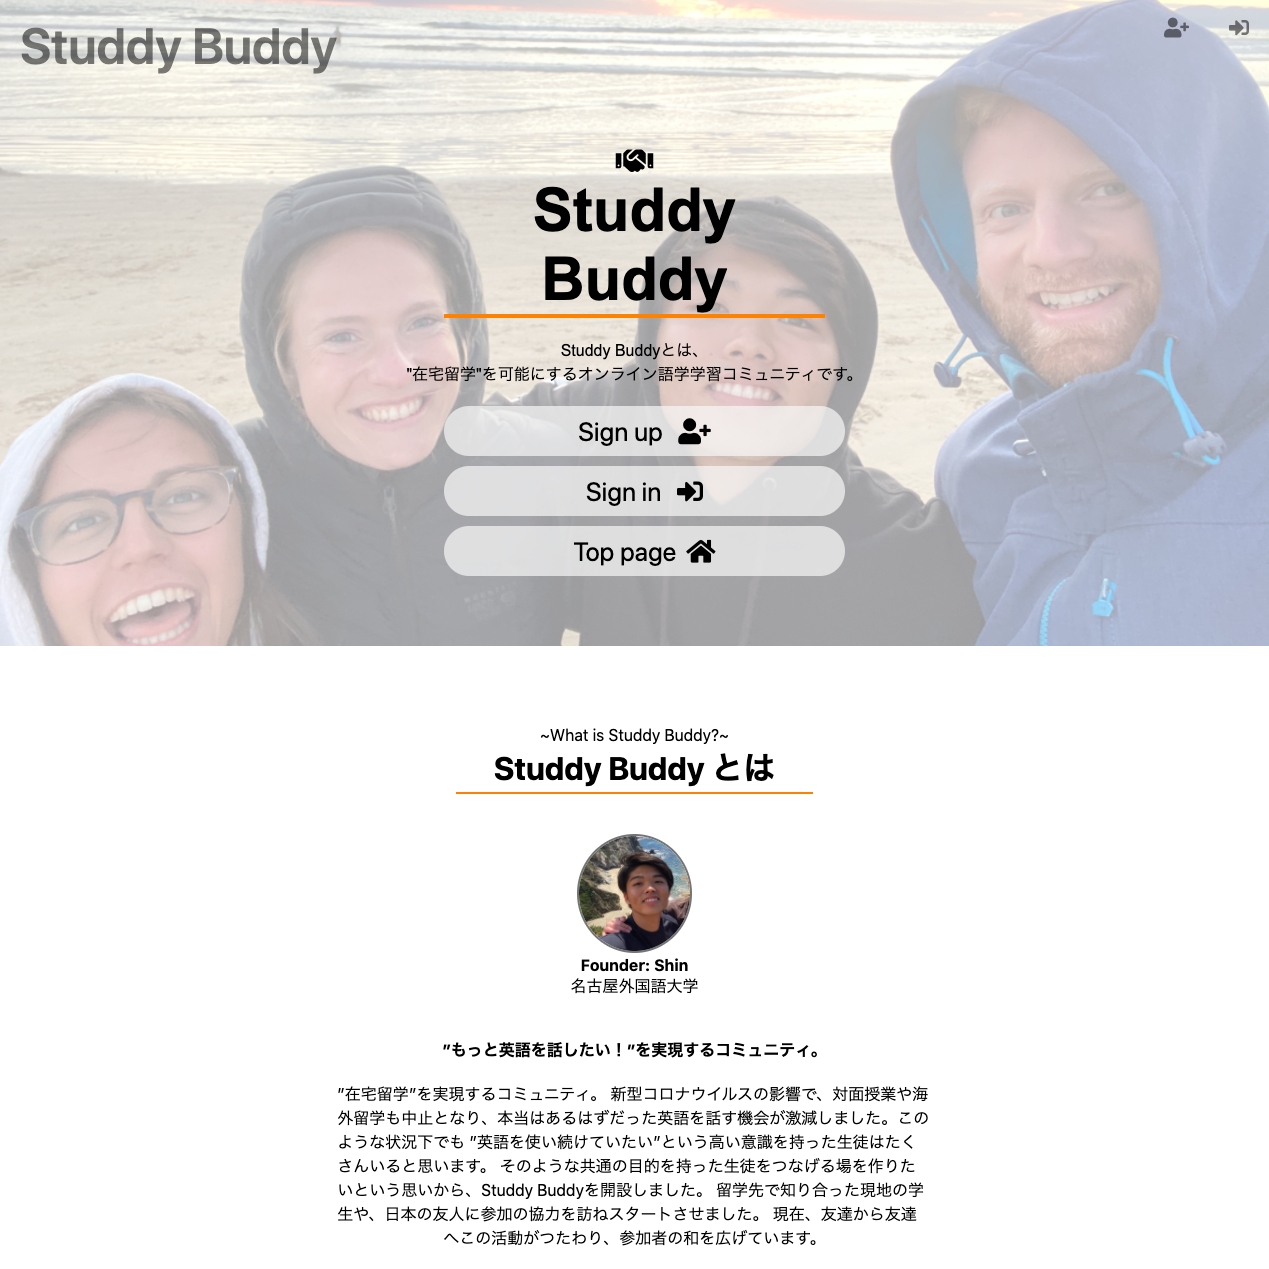 Studdy Buddy
Studdy
Buddy
Studdy Buddyとは、
"在宅留学"を可能にするオンライン語学学習コミュニティです。
Sign up
Sign in
Top page
~What is Studdy Buddy?~
Studdy Buddy とは
Founder: Shin
名古屋外国語大学
”もっと英語を話したい！”を実現するコミュニティ。
”在宅留学”を実現するコミュニティ。 新型コロナウイルスの影響で、対面授業や海
外留学も中止となり、本当はあるはずだった英語を話す機会が激減しました。この
ような状況下でも ”英語を使い続けていたい”という高い意識を持った生徒はたく
さんいると思います。 そのような共通の目的を持った生徒をつなげる場を作りた
いという思いから、Studdy Buddyを開設しました。 留学先で知り合った現地の学
生や、日本の友人に参加の協力を訪ねスタートさせました。 現在、友達から友達
へこの活動がつたわり、参加者の和を広げています。